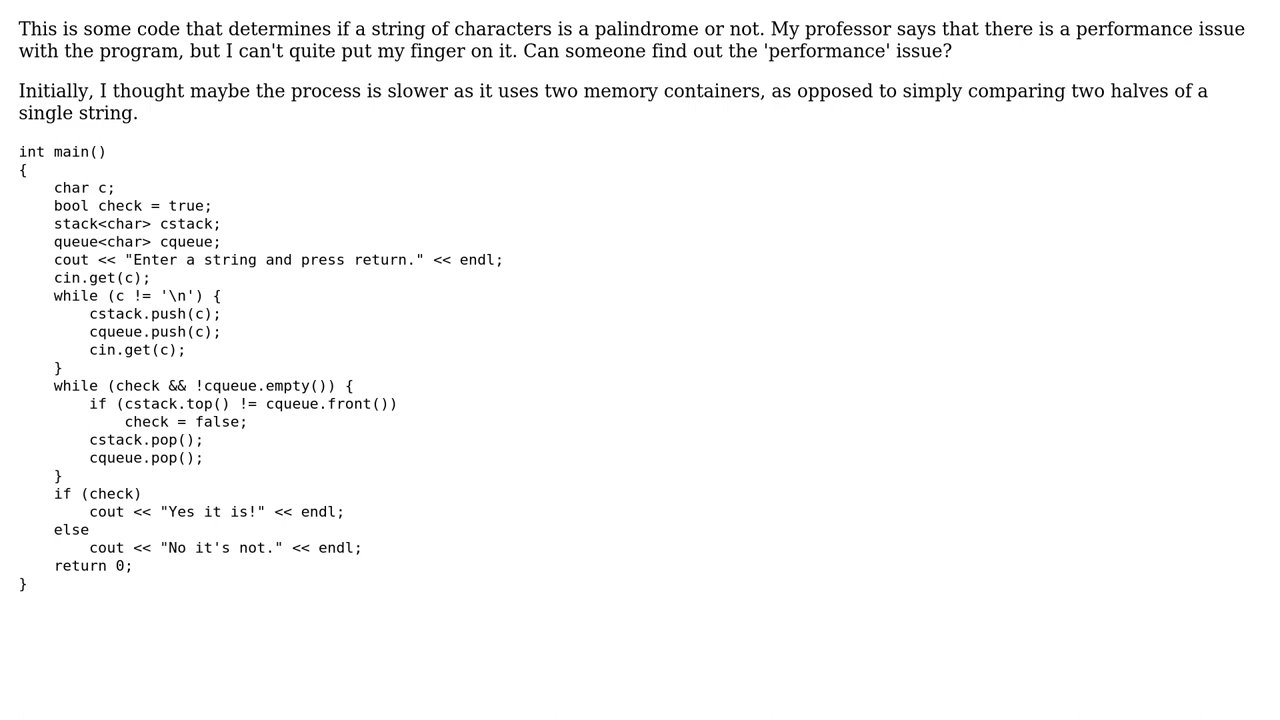 This is some code that determines if a string of characters is a palindrome or not. My professor says that there is a performance issue
with the program, but I can't quite put my finger on it. Can someone find out the 'performance' issue?
Initially, I thought maybe the process is slower as it uses two memory containers, as opposed to simply comparing two halves of a
single string.
int main()
{
    char c;
    bool check = true;
    stack<char> cstack;
    queue<char> cqueue;
    cout << "Enter a string and press return." << endl;
    cin.get(c);
    while (c != '\n') {
        cstack.push(c);
        cqueue.push(c);
        cin.get(c);
    }
    while (check && !cqueue.empty()) {
        if (cstack.top() != cqueue.front())
            check = false;
        cstack.pop();
        cqueue.pop();
    }
    if (check)
        cout << "Yes it is!" << endl;
    else
        cout << "No it's not." << endl;
    return 0;
}